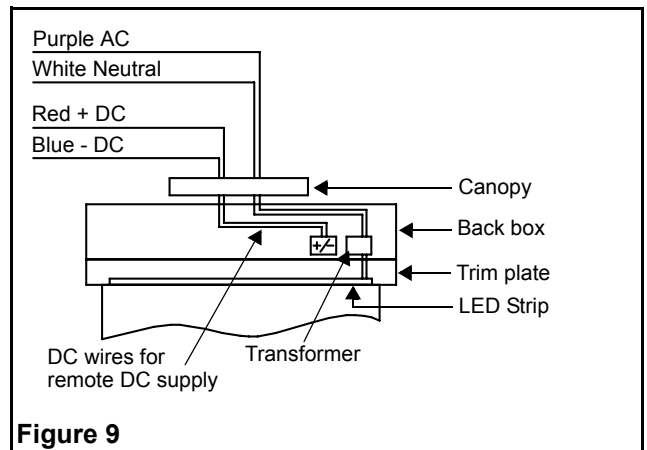 Purple AC
White Neutral
Red + DC
Blue - DC
Canopy
Back box
+/-
Trim plate
LED Strip
DC wires for
remote DC supply
Transformer
Figure 9